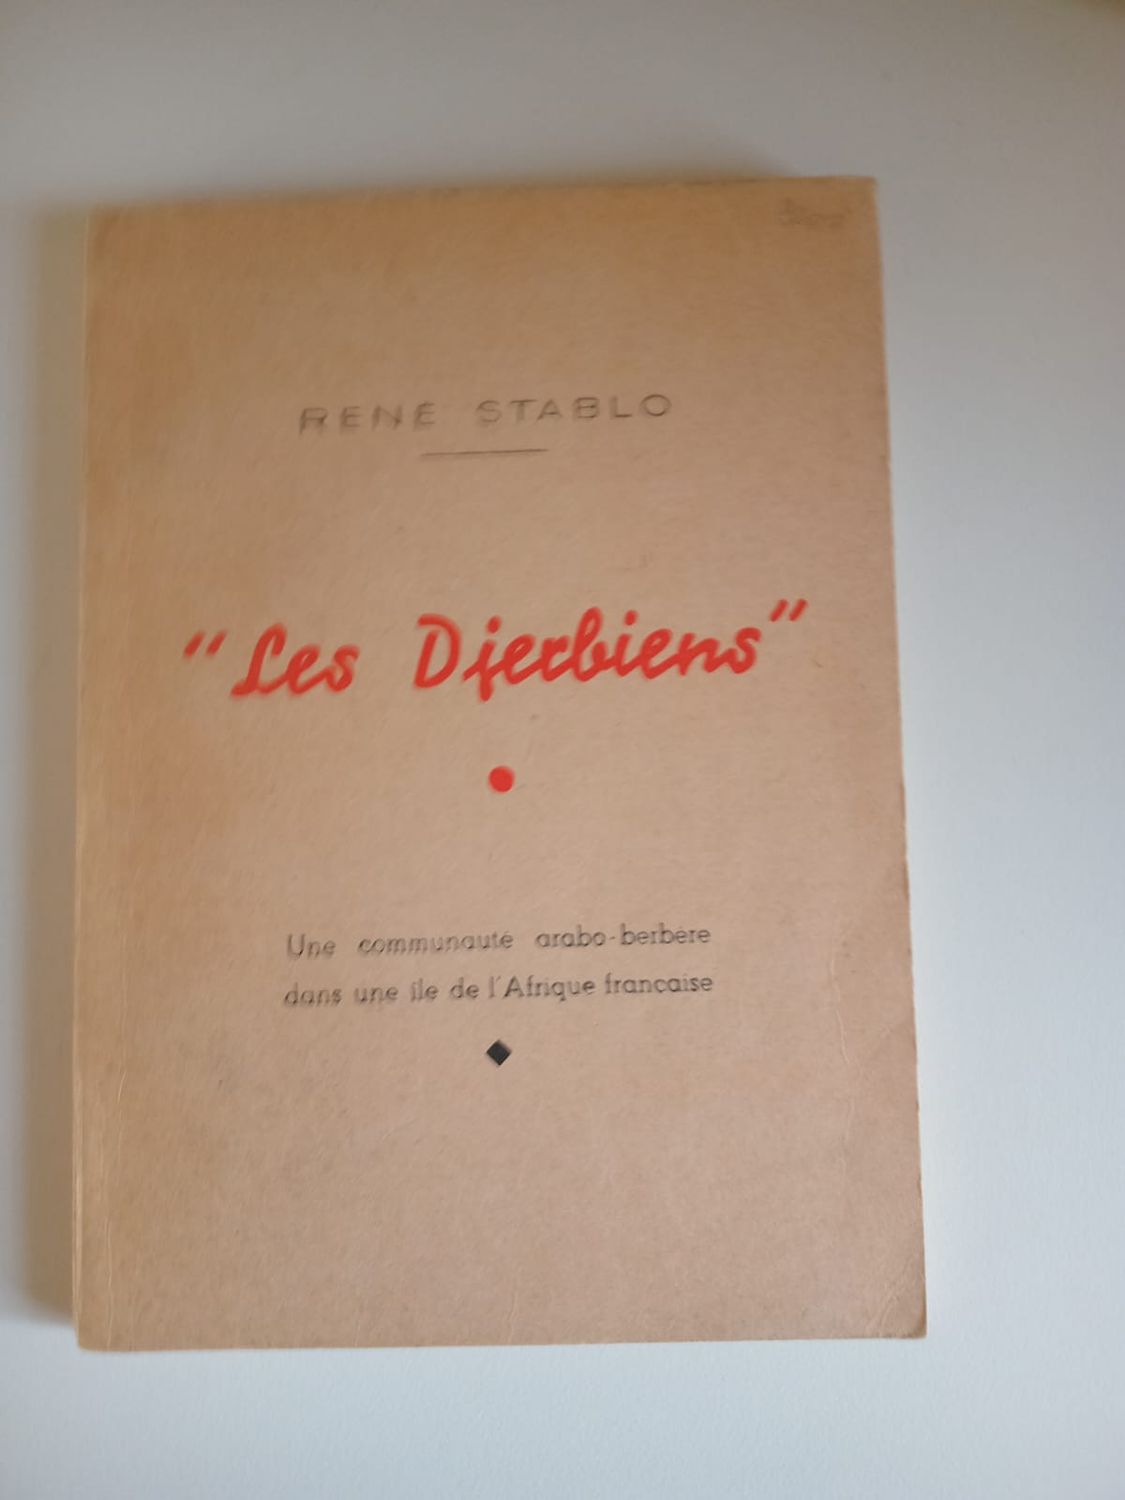 RENE STABLO
"Les Djerbiens"
Une communauté arabo-berbère
dans une île de l'Afrique française